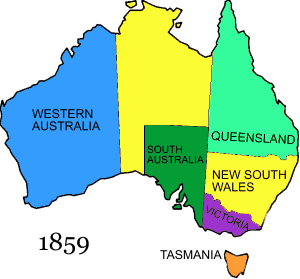 WESTERN
AUSTRALIA
QUEENSLAND
SOUTH
AUSTRALIA
NEW SOUTH
WALES
VICTORIA
1859
TASMANIA